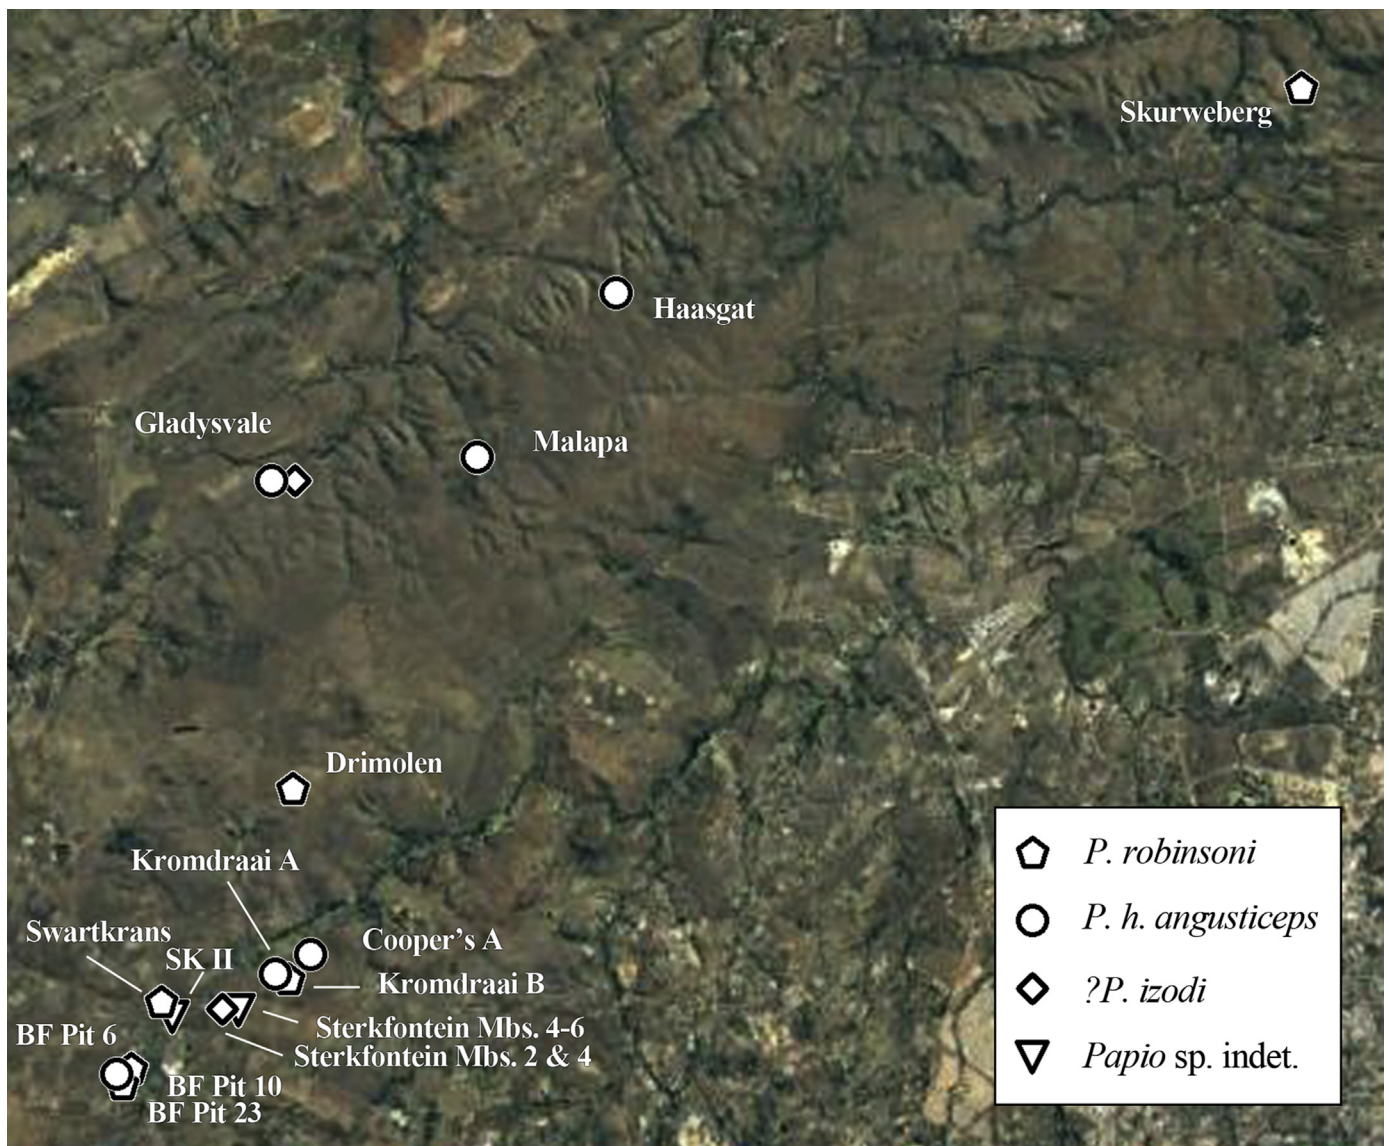 Skurweberg
Haasgat
Gladysvale
Malapa
Drimolen
Kromdraai A
Swartkrans
SK II
Cooper's A
Kromdraai B
BF Pit 6
Sterkfontein Mbs. 4-6
Sterkfontein Mbs. 2 & 4
BF Pit 10
BF Pit 23
P. robinsoni
P. h. angusticeps
?P. izodi
Papio sp. indet.